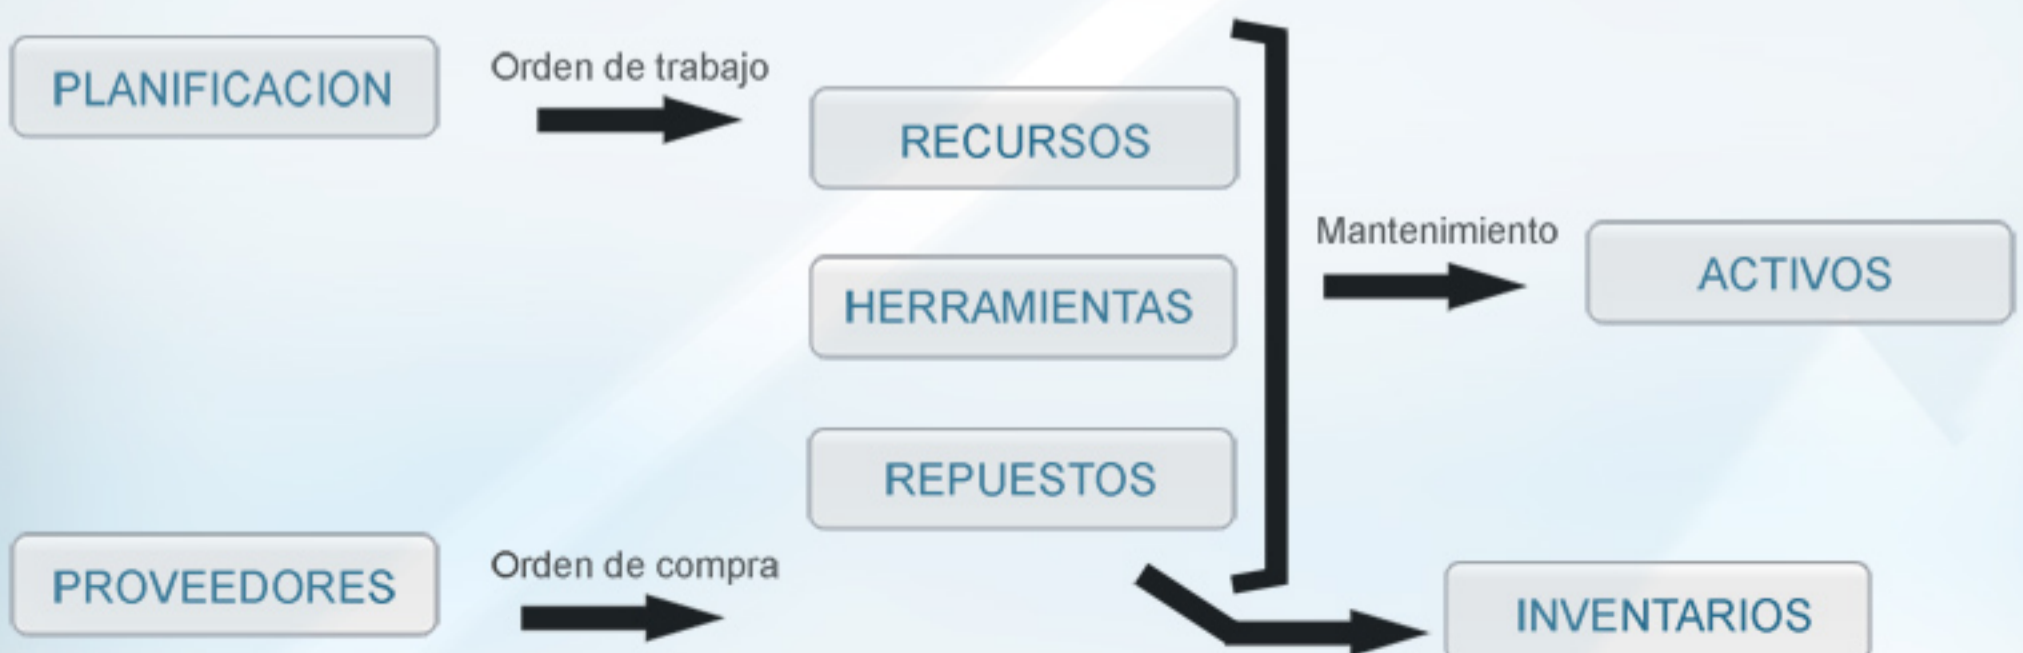 PLANIFICACION
Orden de trabajo
RECURSOS
HERRAMIENTAS
REPUESTOS
Mantenimiento
ACTIVOS
PROVEEDORES
Orden de compra
INVENTARIOS